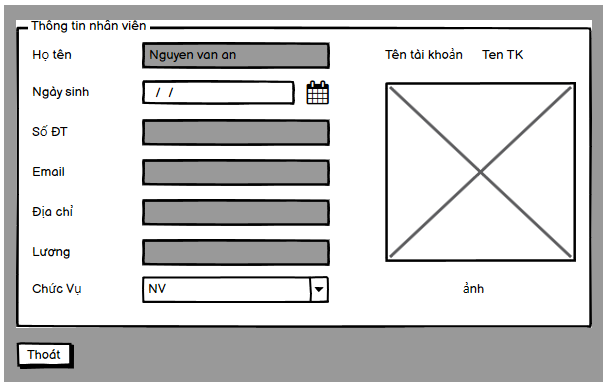 Thông tin nhân viên
Họ tên Nguyen van an Tên tài khoản Ten TK
Ngày sinh / /
Số ĐT
Email
Địa chỉ
Lương
Chức Vụ NV ảnh
Thoát